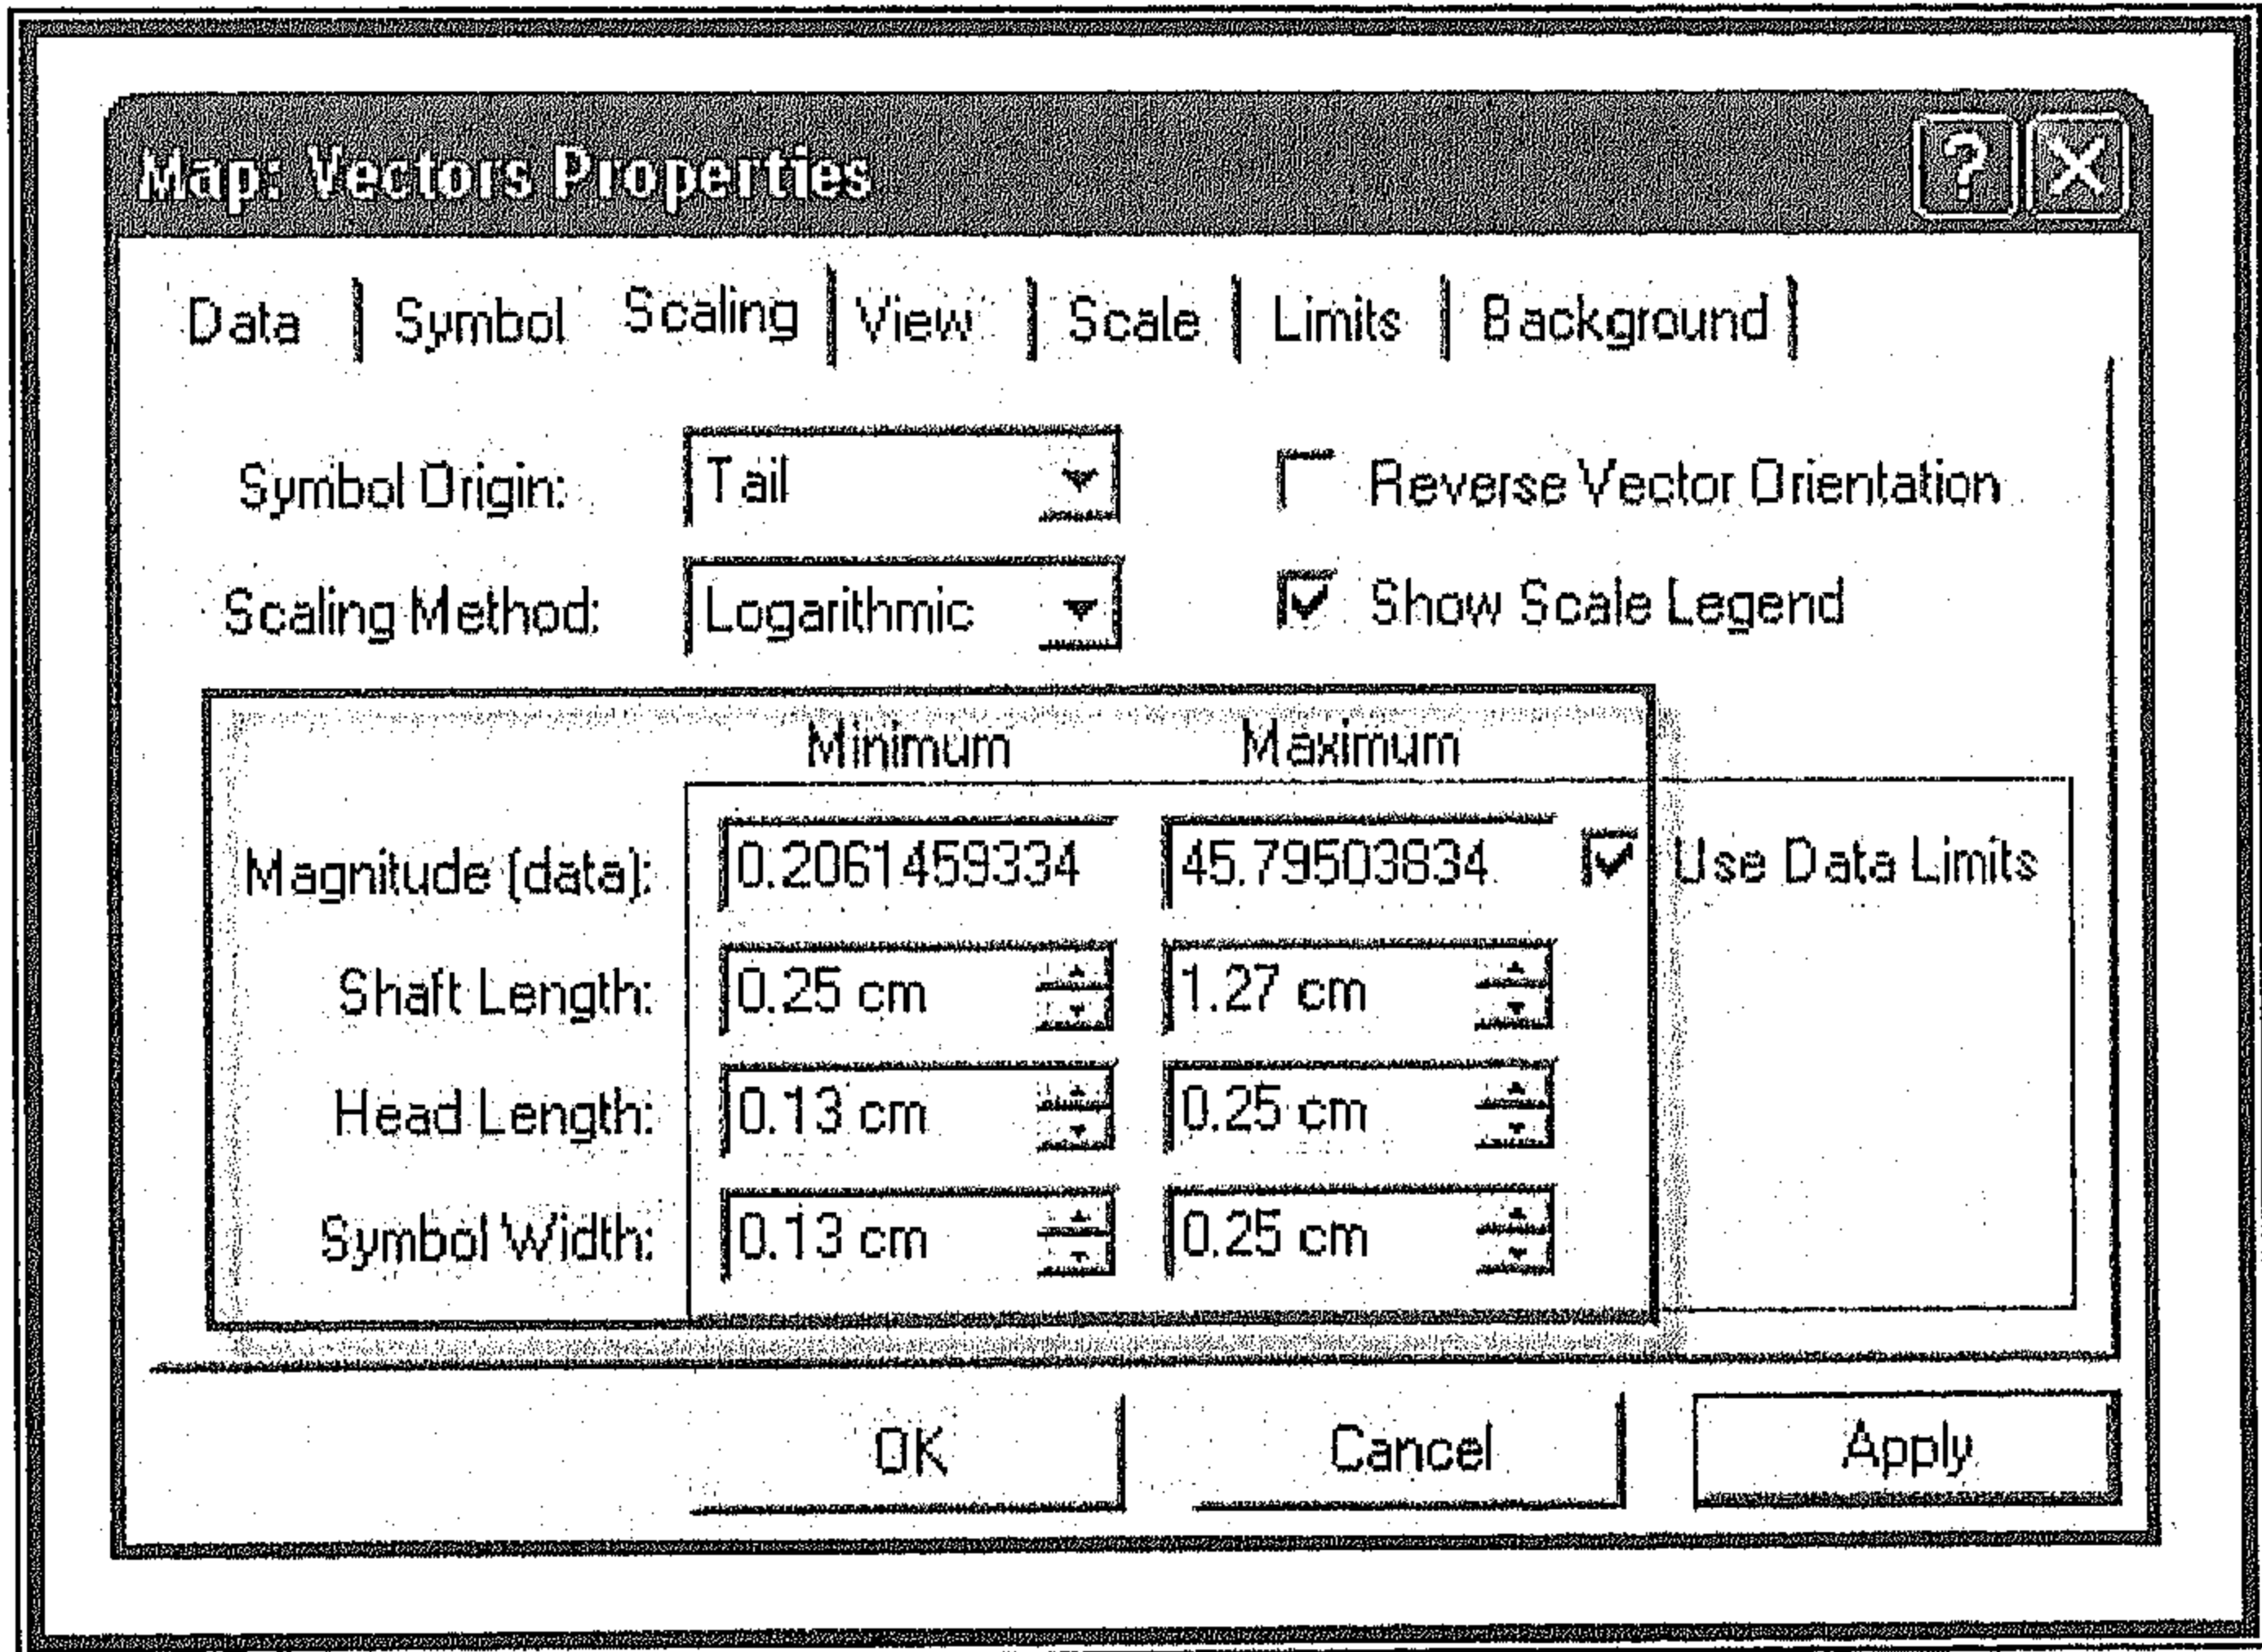 Map: Vectors Properties ? X
Data Symbol Scaling View Scale Limits Background
Symbol Origin: Tail Reverse Vector Orientation
Scaling Method: Logarithmic Show Scale Legend
Minimum Maximum
Magnitude (data): 0.2061459334 45.79503834 Use Data Limits
Shaft Length: 0.25 cm 1.27 cm
Head Length: 0.13 cm 0.25 cm
Symbol Width: 0.13 cm 0.25 cm
OK Cancel Apply